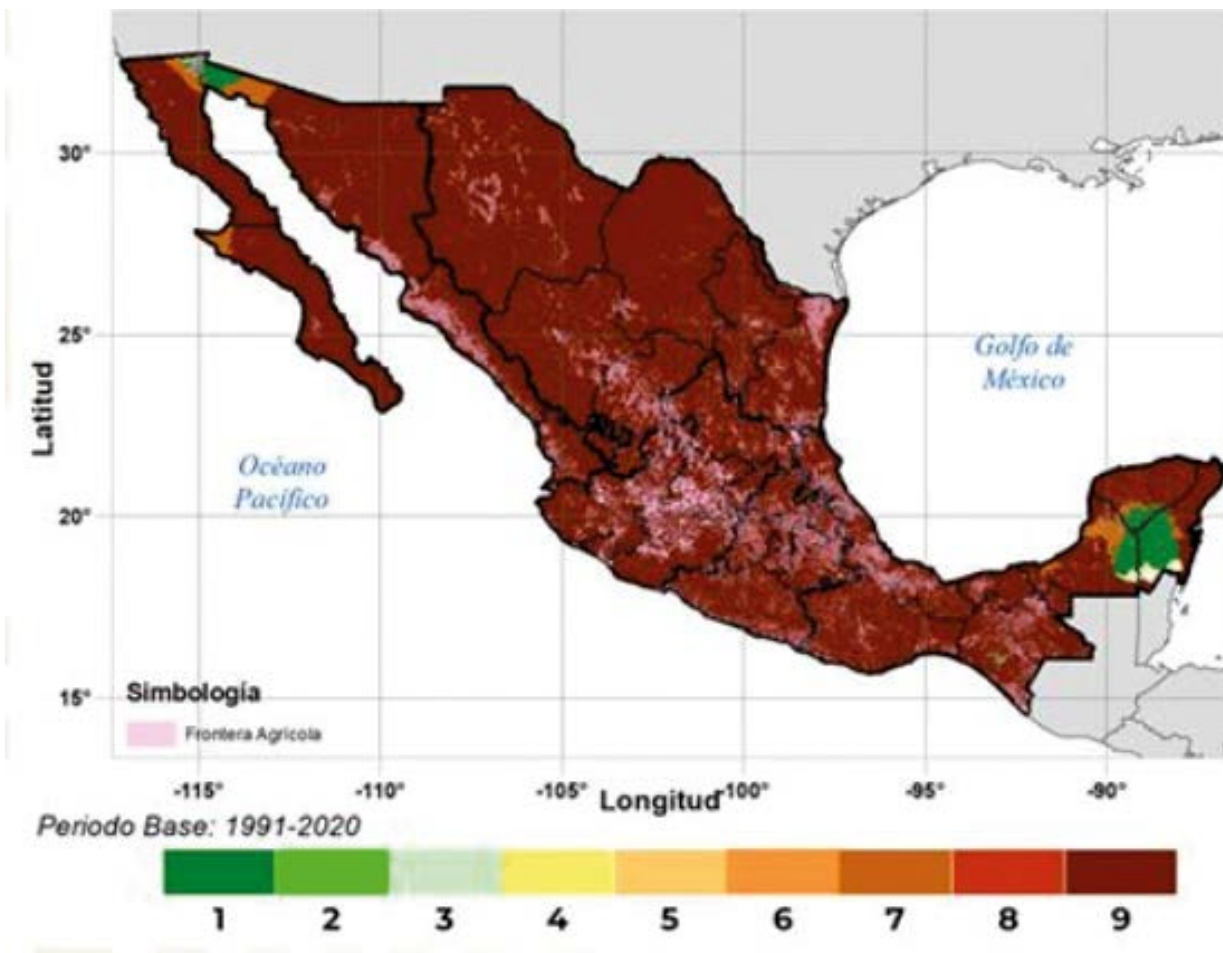 30°
25°
20°
15°
Latitud
Golfo de
México
Océano
Pacífico
Simbología
Frontera Agrícola
-115°
-110°
-105°
Longitud
-100°
-95°
-90°
Periodo Base: 1991-2020
1 2 3 4 5 6 7 8 9